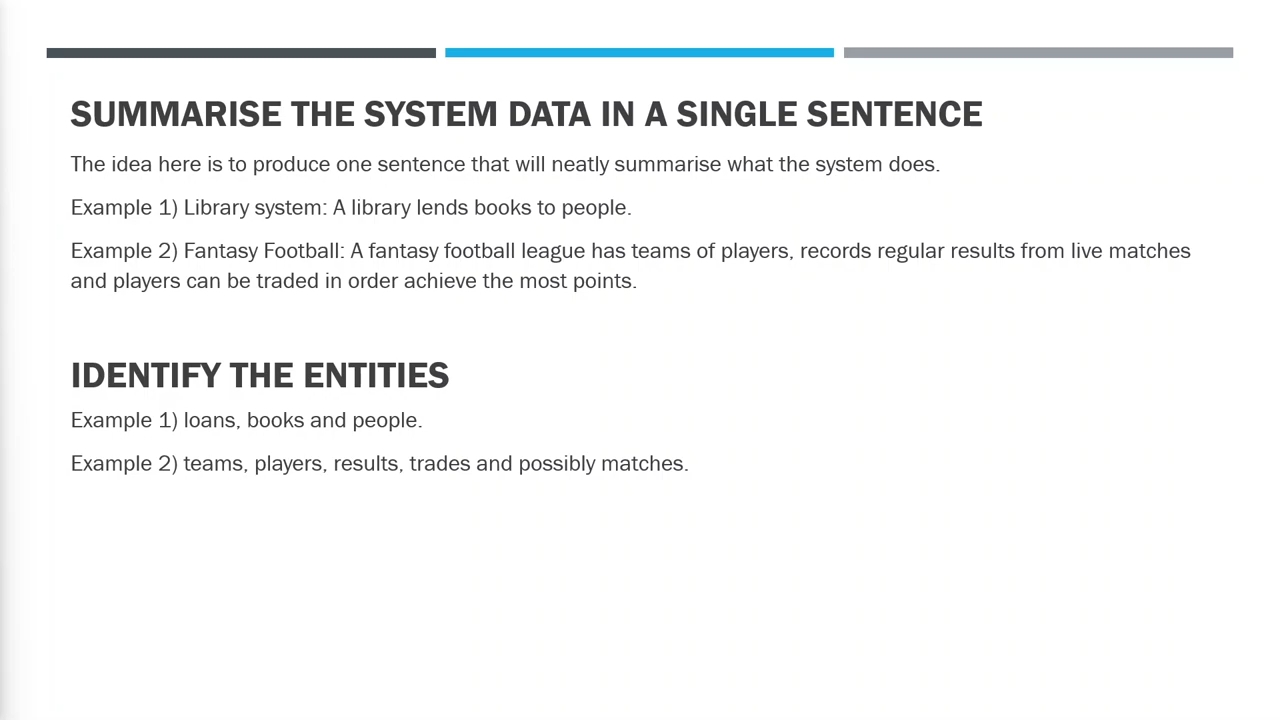 SUMMARISE THE SYSTEM DATA IN A SINGLE SENTENCE
The idea here is to produce one sentence that will neatly summarise what the system does.
Example 1) Library system: A library lends books to people.
Example 2) Fantasy Football: A fantasy football league has teams of players, records regular results from live matches
and players can be traded in order achieve the most points.
IDENTIFY THE ENTITIES
Example 1) loans, books and people.
Example 2) teams, players, results, trades and possibly matches.